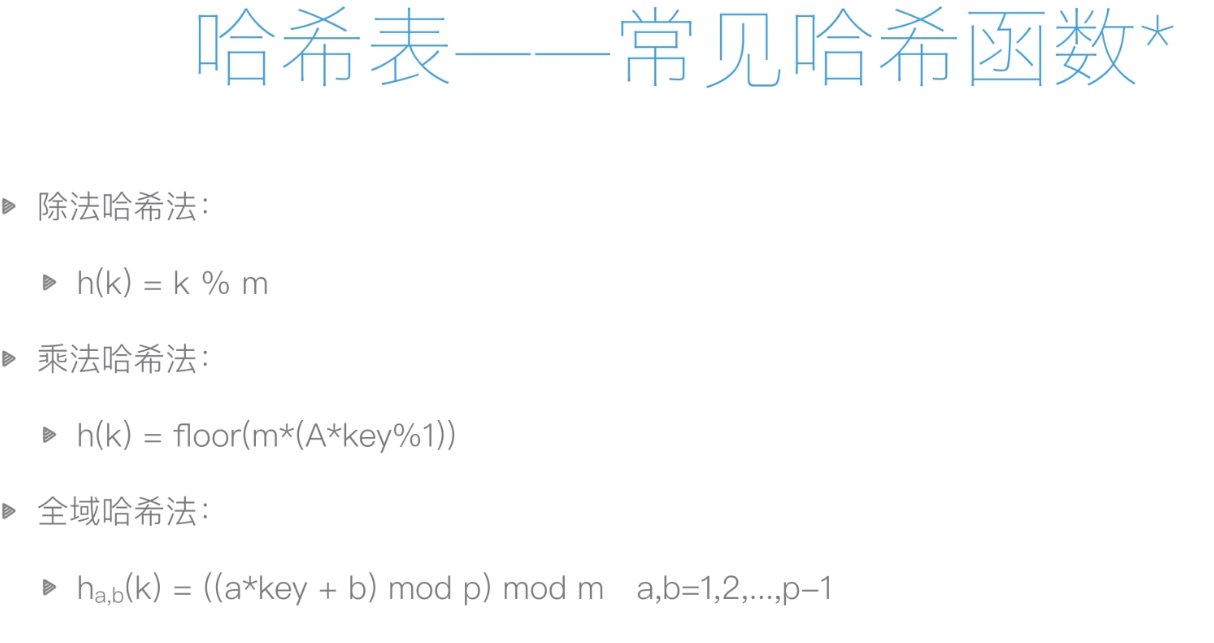 哈希表——常见哈希函数*
除法哈希法：
h(k) = k % m
乘法哈希法：
h(k) = floor(m*(A*key%1))
全域哈希法：
ha,b(k) = ((a*key + b) mod p) mod m a,b=1,2,...,p-1